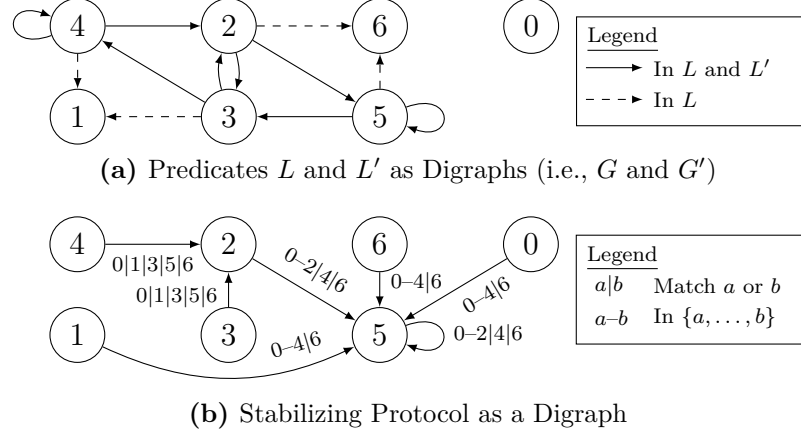 4 2 6 0
Legend
In L and L′
In L
1 3 5
(a) Predicates L and L′ as Digraphs (i.e., G and G′)
4 2 6 0
0|1|3|5|6
0–2|4|6
0–4|6
0–4|6
0|1|3|5|6
1 3 5
0–4|6
0–2|4|6
Legend
a|b Match a or b
a–b In {a, . . . , b}
(b) Stabilizing Protocol as a Digraph